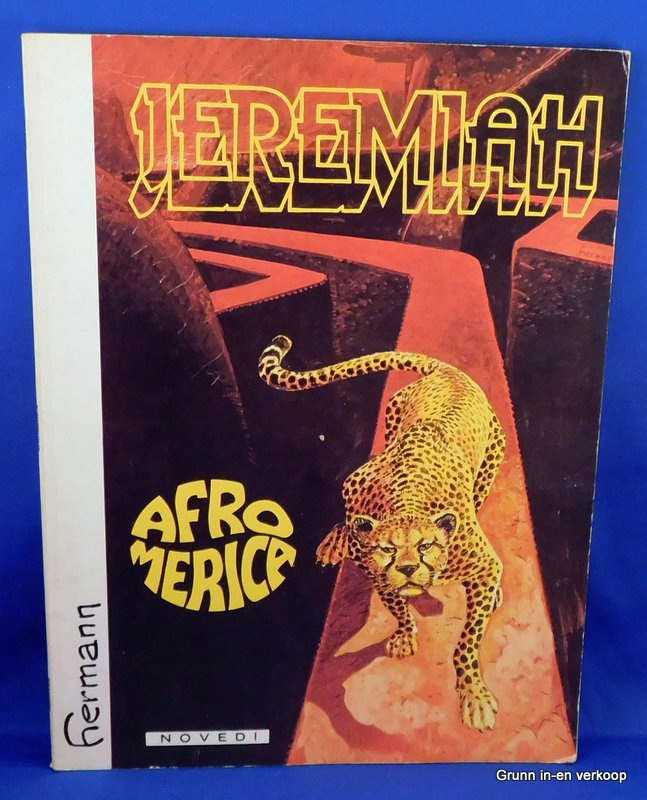 JEREMIAH
AFRO
MERICA
hermann
NOVEDI
Grunn in-en verkoop